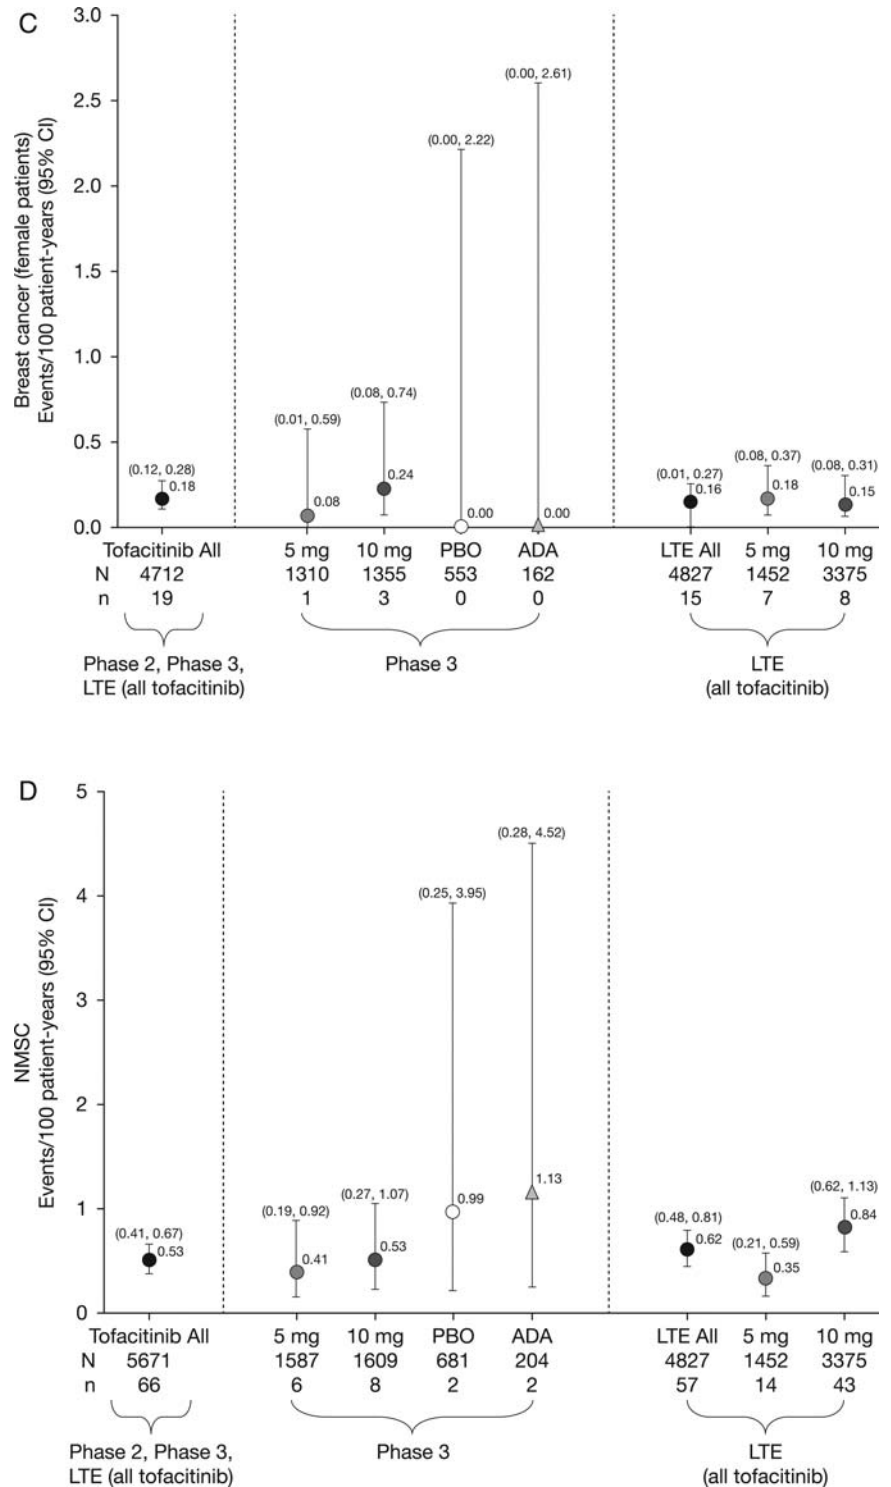 C
Breast cancer (female patients)
Events/100 patient-years (95% CI)
3.0
2.5
2.0
1.5
1.0
0.5
0.0
(0.12, 0.28)
0.18
(0.01, 0.59)
0.08
(0.08, 0.74)
0.24
(0.00, 2.22)
0.00
(0.00, 2.61)
0.00
(0.01, 0.27)
0.16
(0.08, 0.37)
0.18
(0.08, 0.31)
0.15
Tofacitinib All 5 mg 10 mg PBO ADA LTE All 5 mg 10 mg
N 4712 1310 1355 553 162 4827 1452 3375
n 19 1 3 0 0 15 7 8
Phase 2, Phase 3, Phase 3 LTE
LTE (all tofacitinib) (all tofacitinib)
D
NMSC
Events/100 patient-years (95% CI)
5
4
3
2
1
0
(0.41, 0.67)
0.53
(0.19, 0.92)
0.41
(0.27, 1.07)
0.53
(0.25, 3.95)
0.99
(0.28, 4.52)
1.13
(0.48, 0.81)
0.62
(0.21, 0.59)
0.35
(0.62, 1.13)
0.84
Tofacitinib All 5 mg 10 mg PBO ADA LTE All 5 mg 10 mg
N 5671 1587 1609 681 204 4827 1452 3375
n 66 6 8 2 2 57 14 43
Phase 2, Phase 3, Phase 3 LTE
LTE (all tofacitinib) (all tofacitinib)